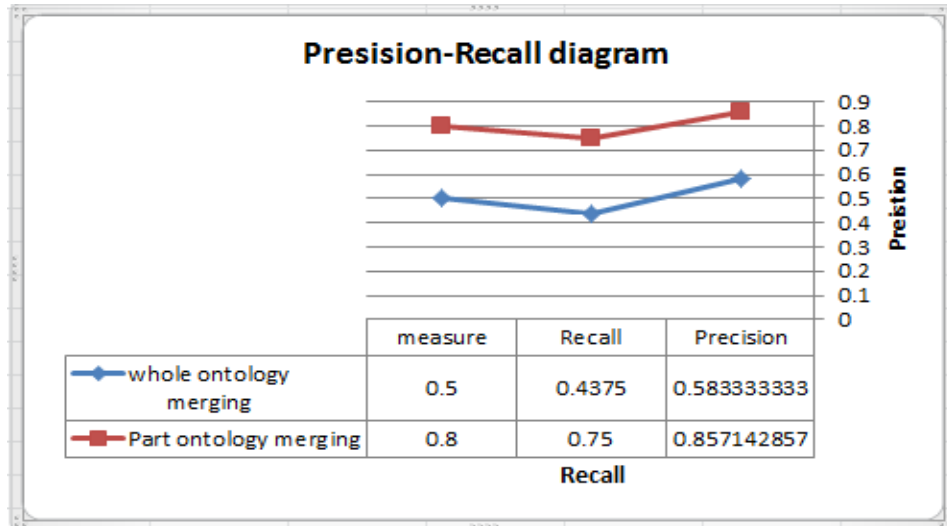 Presision-Recall diagram
0.9
0.8
0.7
0.6
0.5
0.4
0.3
0.2
0.1
0
Preistion
measure Recall Precision
whole ontology
merging
0.5 0.4375 0.583333333
Part ontology merging 0.8 0.75 0.857142857
Recall